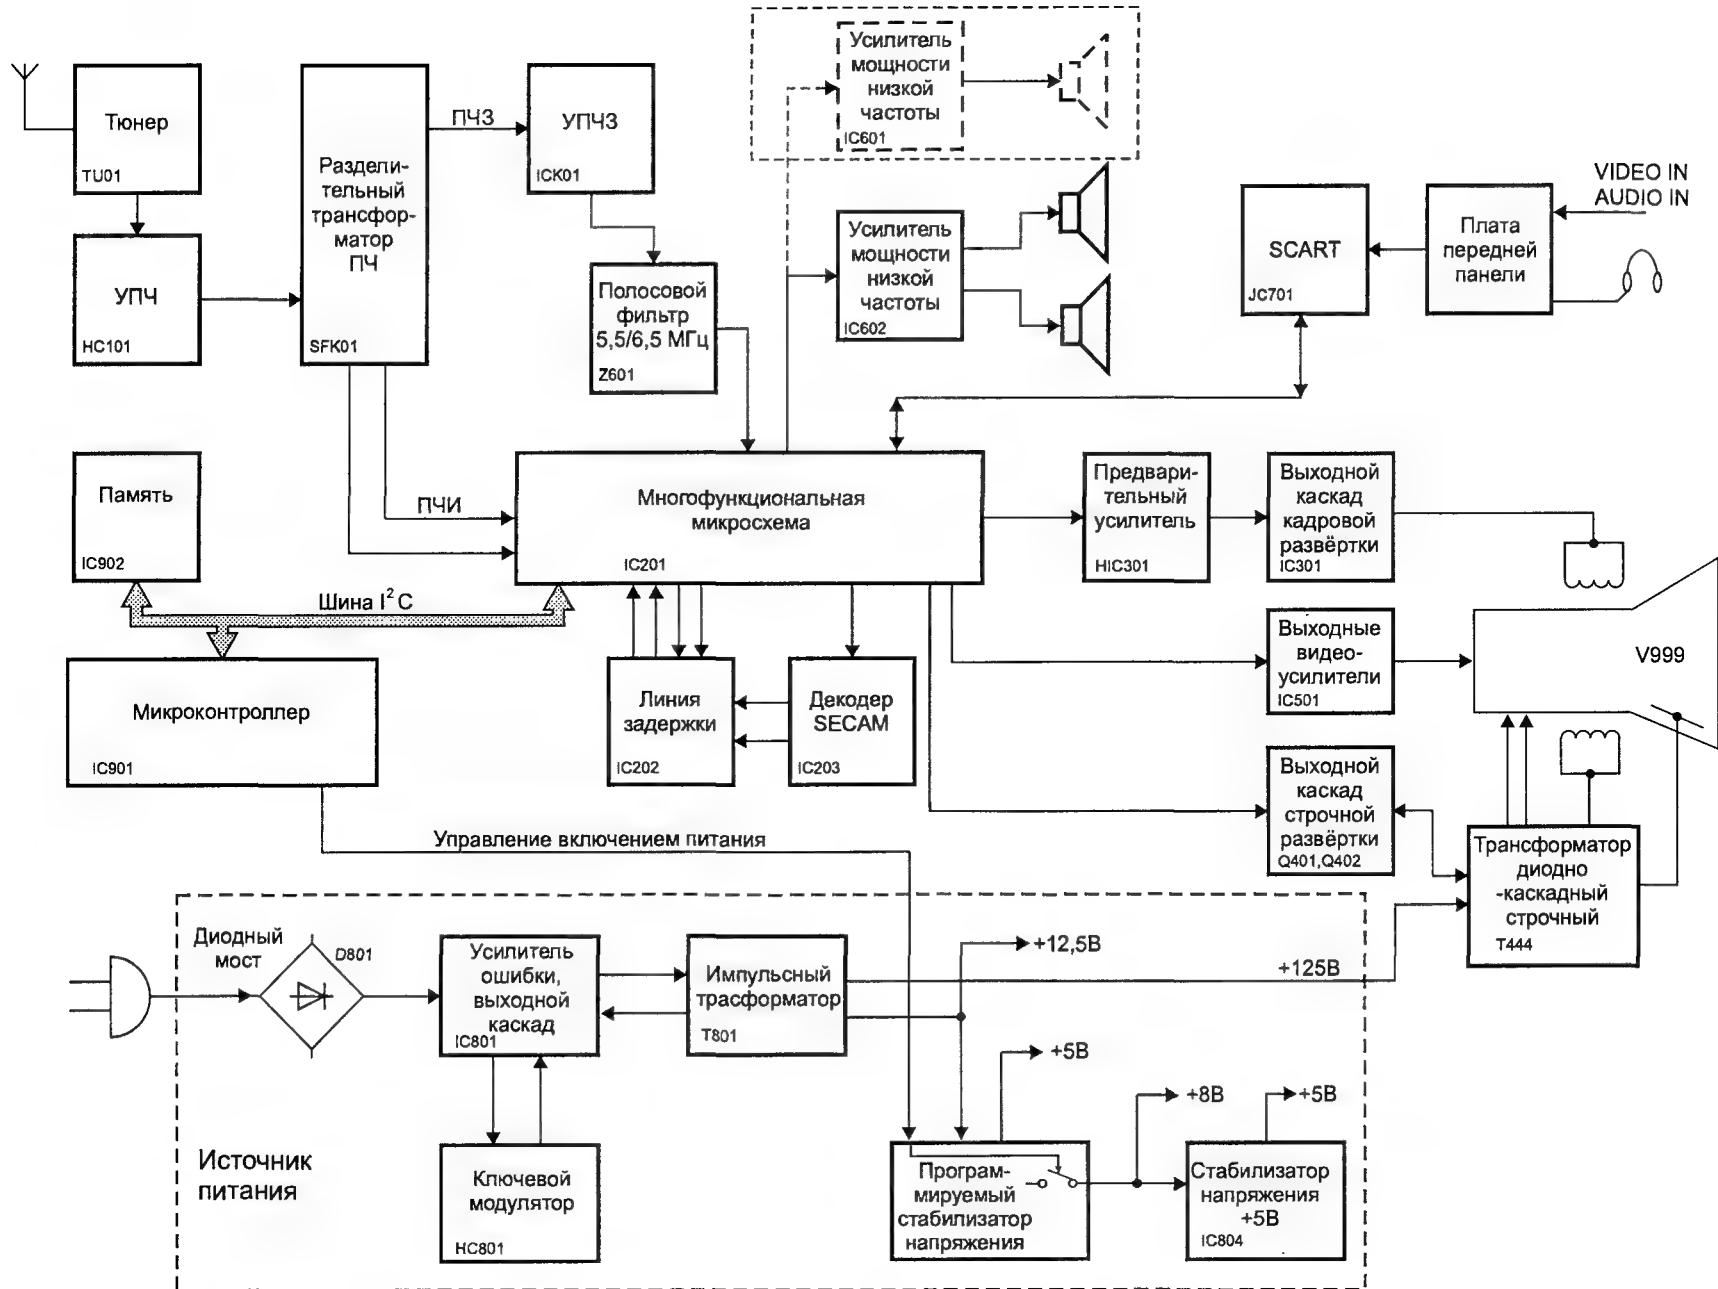 Усилитель
мощности
низкой
частоты
IC601
Тюнер
TU01
Раздели-
тельный
трансфор-
матор
ПЧ
SFK01
ПЧЗ
УПЧЗ
ICK01
УПЧ
HC101
Полосовой
фильтр
5,5/6,5 МГц
Z601
Усилитель
мощности
низкой
частоты
IC602
SCART
JC701
Плата
передней
панели
VIDEO IN
AUDIO IN
Память
IC902
ПЧИ
Многофункциональная
микросхема
IC201
Предвари-
тельный
усилитель
HIC301
Выходной
каскад
кадровой
развёртки
IC301
Шина I²C
Микроконтроллер
IC901
Линия
задержки
IC202
Декодер
SECAM
IC203
Выходные
видео-
усилители
IC501
V999
Выходной
каскад
строчной
развёртки
Q401,Q402
Трансформатор
диодно
-каскадный
строчный
T444
Управление включением питания
Диодный
мост
D801
Усилитель
ошибки,
выходной
каскад
IC801
Импульсный
трасформатор
T801
+12,5В
+125В
+5В
+8В
+5В
Источник
питания
Ключевой
модулятор
HC801
Програм-
мируемый
стабилизатор
напряжения
Стабилизатор
напряжения
+5В
IC804